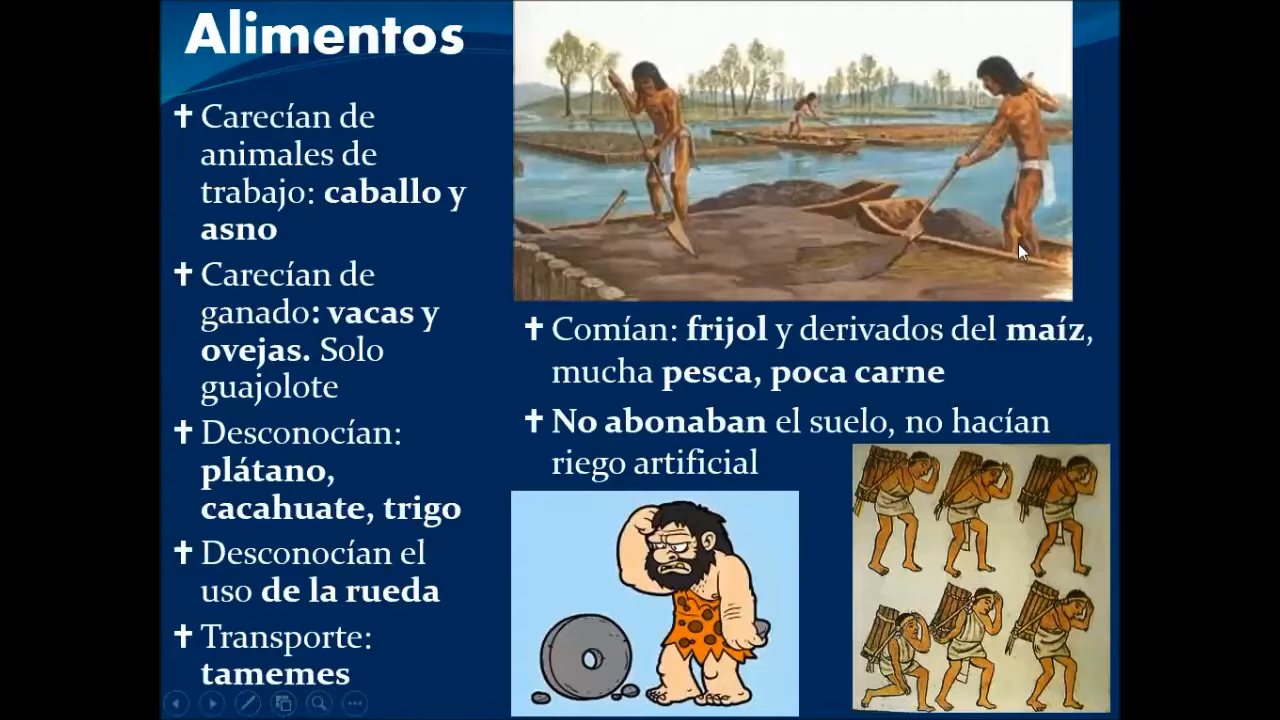 Alimentos
✝ Carecían de
animales de
trabajo: caballo y
asno
✝ Carecían de
ganado: vacas y
ovejas. Solo
guajolote
✝ Desconocían:
plátano,
cacahuate, trigo
✝ Desconocían el
uso de la rueda
✝ Transporte:
tamemes
✝ Comían: frijol y derivados del maíz,
mucha pesca, poca carne
✝ No abonaban el suelo, no hacían
riego artificial